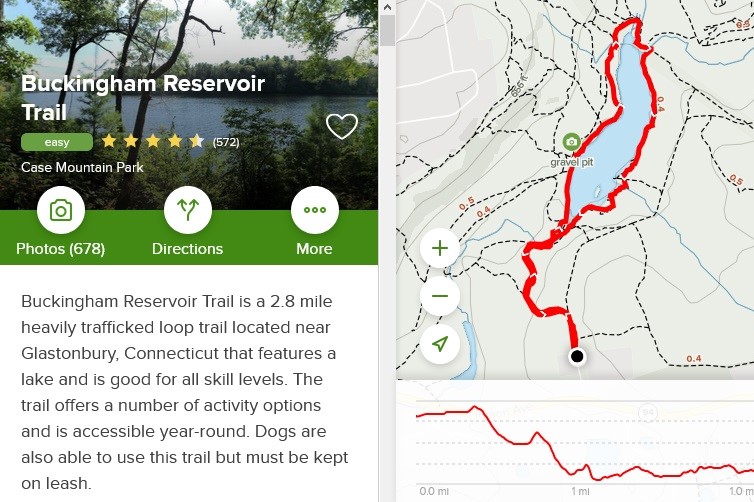 Buckingham Reservoir
Trail
easy
(572)
Case Mountain Park
Photos (678)
Directions
More
Buckingham Reservoir Trail is a 2.8 mile
heavily trafficked loop trail located near
Glastonbury, Connecticut that features a
lake and is good for all skill levels. The
trail offers a number of activity options
and is accessible year-round. Dogs are
also able to use this trail but must be kept
on leash.
656 ft
0.4
gravel pit
0.5
0.5
0.4
0.4
94
0.0 mi
1 mi
1.0 m